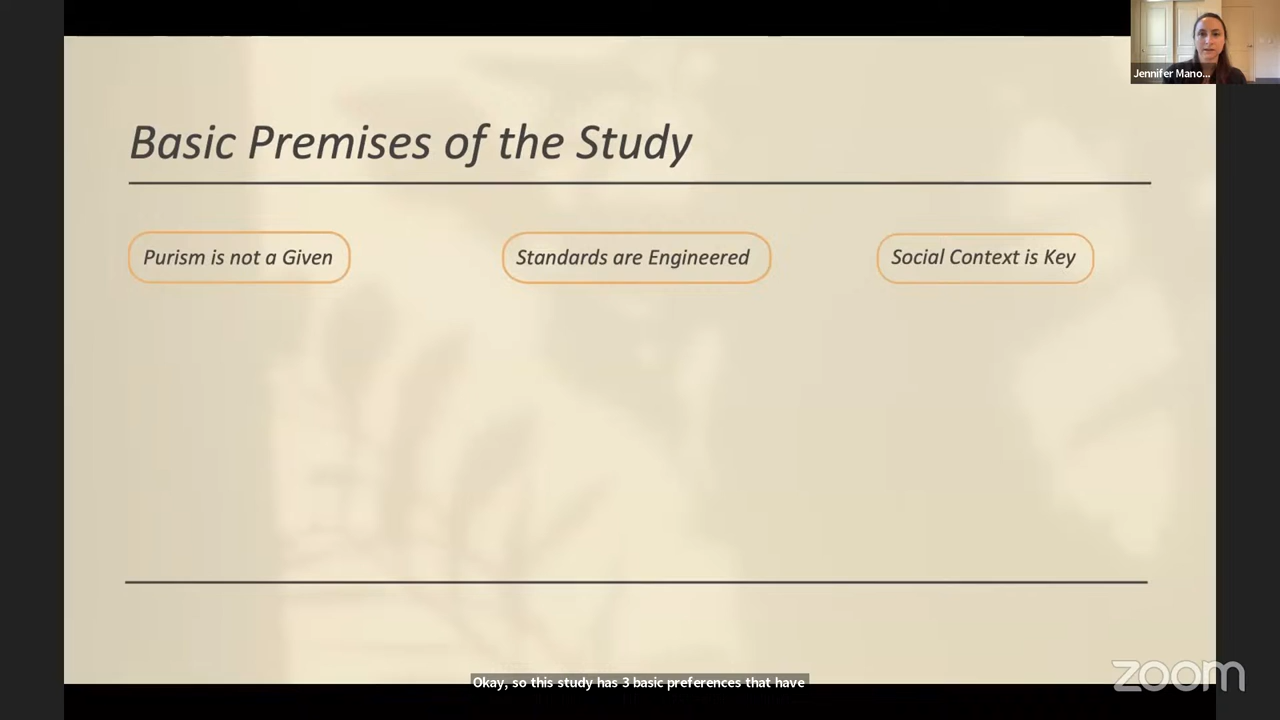 Jennifer Mano...
Basic Premises of the Study
Purism is not a Given
Standards are Engineered
Social Context is Key
Okay, so this study has 3 basic preferences that have
zoom